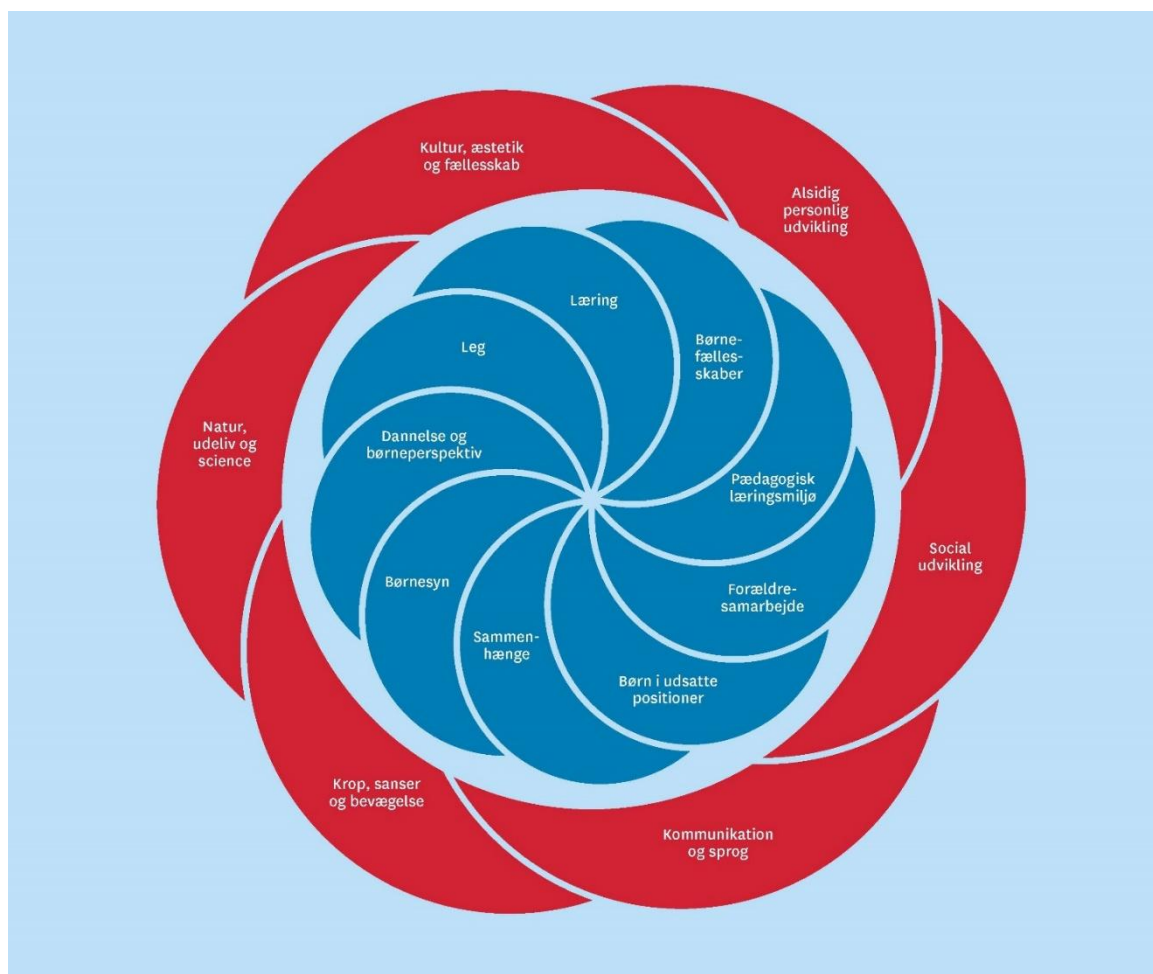 Kultur, æstetik
og fællesskab
Alsidig
personlig
udvikling
Social
udvikling
Kommunikation
og sprog
Krop, sanser
og bevægelse
Natur,
udeliv og
science
Læring
Børne-
fælles-
skaber
Pædagogisk
læringsmiljø
Forældre-
samarbejde
Børn i udsatte
positioner
Sammen-
hænge
Børnesyn
Dannelse og
børneperspektiv
Leg